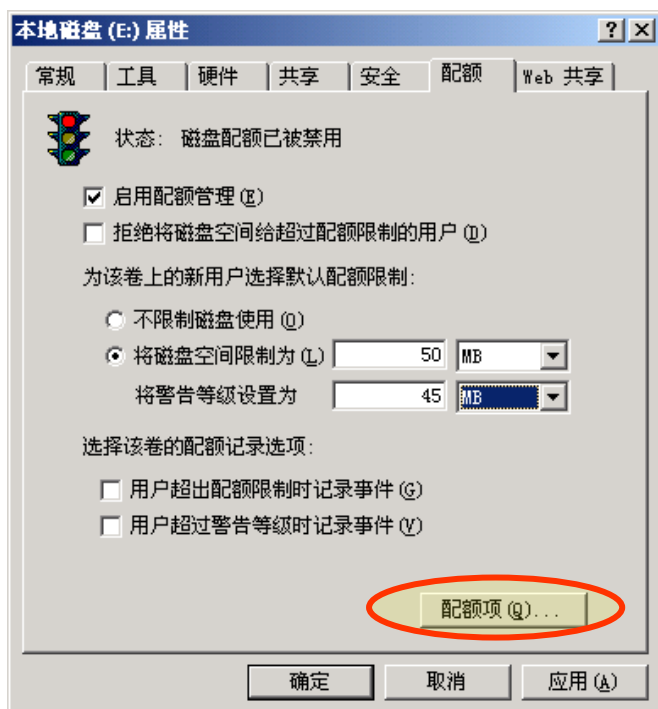 本地磁盘 (E:) 属性
常规 工具 硬件 共享 安全 配额 Web 共享
状态: 磁盘配额已被禁用
启用配额管理(E)
拒绝将磁盘空间给超过配额限制的用户(D)
为该卷上的新用户选择默认配额限制:
不限制磁盘使用(O)
将磁盘空间限制为(L) 50 MB
将警告等级设置为 45 MB
选择该卷的配额记录选项:
用户超出配额限制时记录事件(G)
用户超过警告等级时记录事件(V)
配额项(Q)...
确定 取消 应用(A)